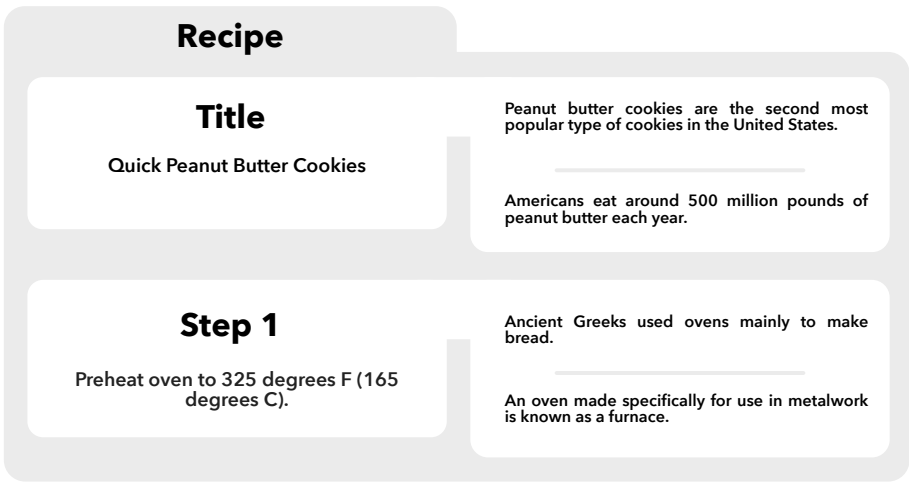 Recipe
Title
Quick Peanut Butter Cookies
Peanut butter cookies are the second most
popular type of cookies in the United States.
Americans eat around 500 million pounds of
peanut butter each year.
Step 1
Preheat oven to 325 degrees F (165
degrees C).
Ancient Greeks used ovens mainly to make
bread.
An oven made specifically for use in metalwork
is known as a furnace.